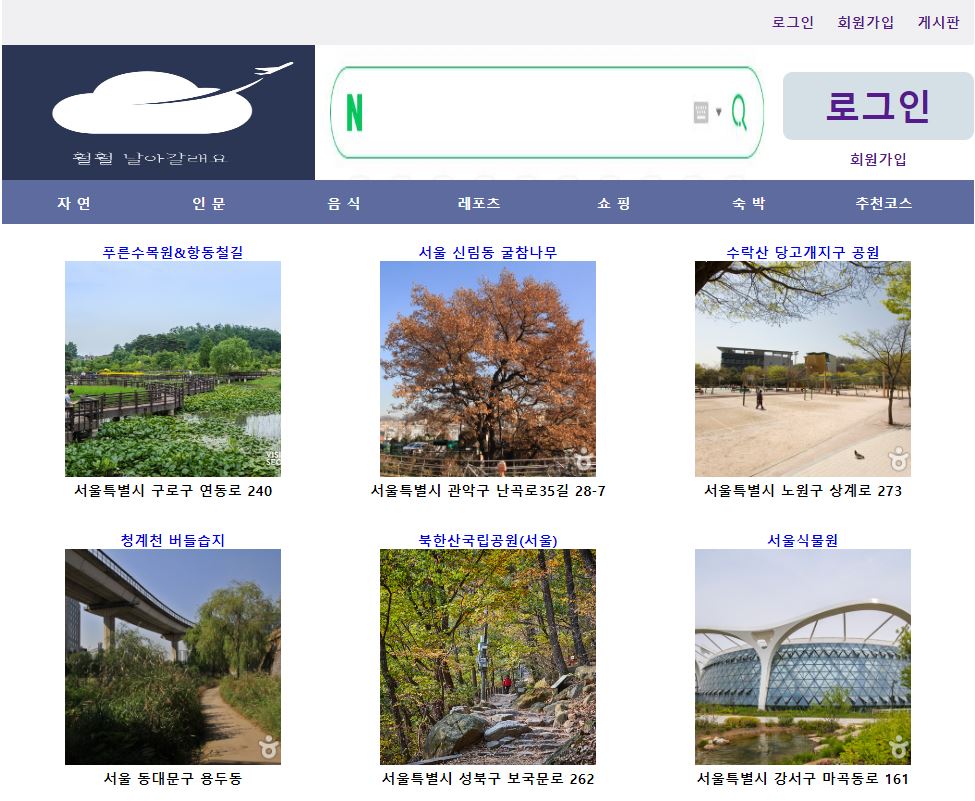 로그인 회원가입 게시판
훨훨 날아갈래요
N
로그인
회원가입
자 연 인 문 음 식 레포츠 쇼 핑 숙 박 추천코스
푸른수목원&항동철길 서울 신림동 굴참나무 수락산 당고개지구 공원
서울특별시 구로구 연동로 240 서울특별시 관악구 난곡로35길 28-7 서울특별시 노원구 상계로 273
청계천 버들습지 북한산국립공원(서울) 서울식물원
서울 동대문구 용두동 서울특별시 성북구 보국문로 262 서울특별시 강서구 마곡동로 161